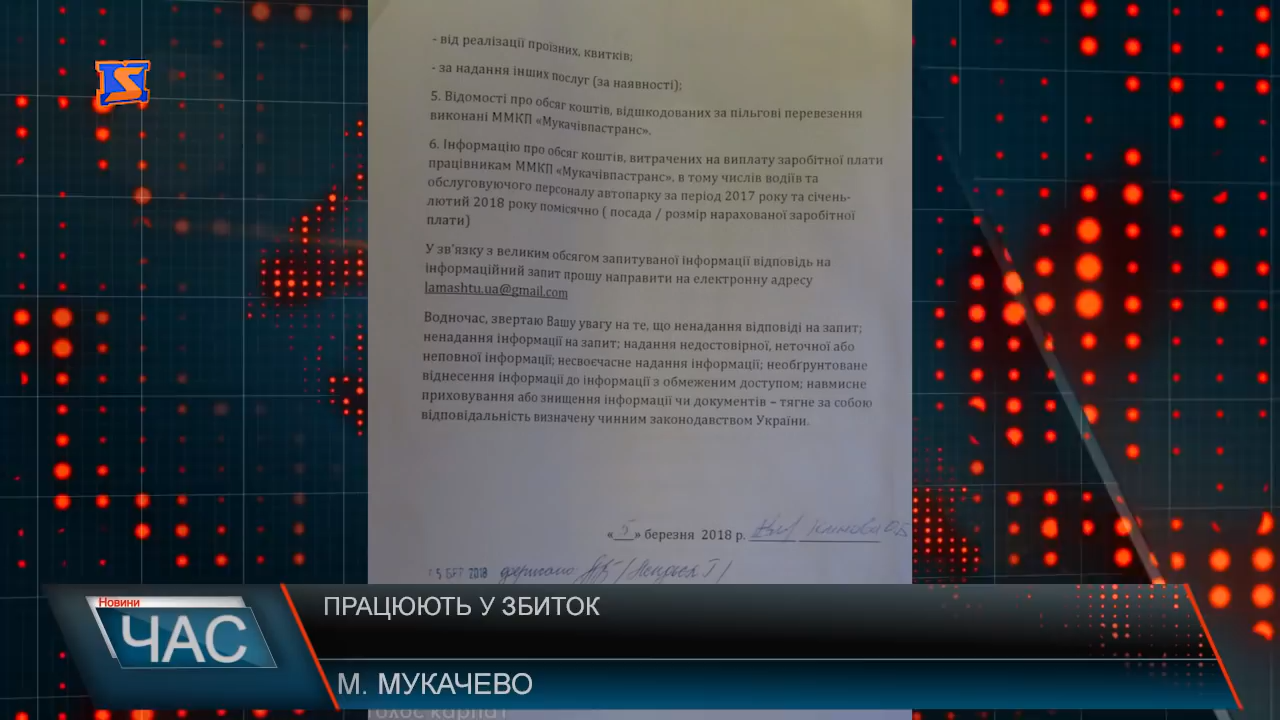 - від реалізації проїзних, квитків;
- за надання інших послуг (за наявності);
5. Відомості про обсяг коштів, відшкодованих за пільгові перевезення
виконані ММКП «Мукачівпастранс».
6. Інформацію про обсяг коштів, витрачених на виплату заробітної плати
працівникам ММКП «Мукачівпастранс», в тому числів водіїв та
обслуговуючого персоналу автопарку за період 2017 року та січень-
лютий 2018 року помісячно ( посада / розмір нарахованої заробітної
плати)
У зв'язку з великим обсягом запитуваної інформації відповідь на
інформаційний запит прошу направити на електронну адресу
lamashtu.ua@gmail.com
Водночас, звертаю Вашу увагу на те, що ненадання відповіді на запит;
ненадання інформації на запит; надання недостовірної, неточної або
неповної інформації; несвоєчасне надання інформації; необґрунтоване
віднесення інформації до інформації з обмеженим доступом; навмисне
приховування або знищення інформації чи документів – тягне за собою
відповідальність визначену чинним законодавством України.
«5» березня 2018 р.
5 БЕР 2018
Новини
ЧАС
ПРАЦЮЮТЬ У ЗБИТОК
М. МУКАЧЕВО